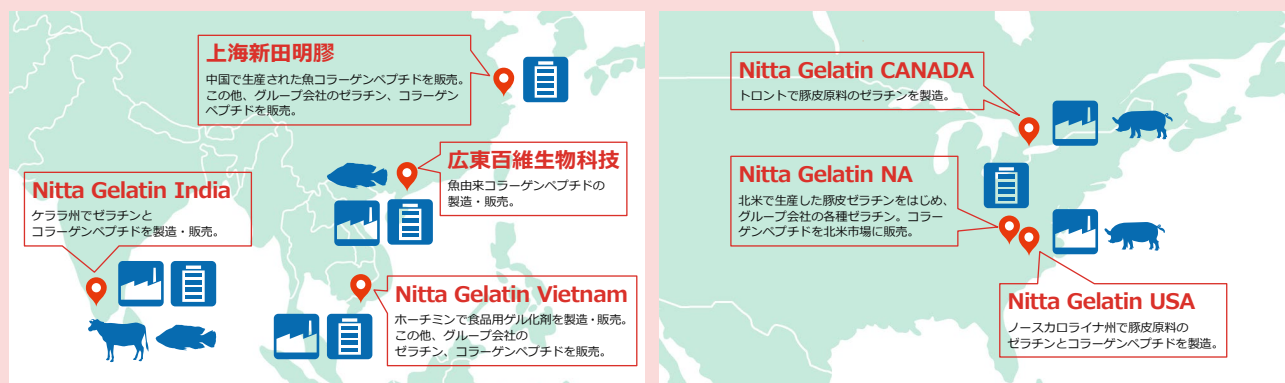 上海新田明膠
中国で生産された魚コラーゲンペプチドを販売。
この他、グループ会社のゼラチン、コラーゲン
ペプチドを販売。
広東百維生物科技
魚由来コラーゲンペプチドの
製造・販売。
Nitta Gelatin India
ケララ州でゼラチンと
コラーゲンペプチドを製造・販売。
Nitta Gelatin Vietnam
ホーチミンで食品用ゲル化剤を製造・販売。
この他、グループ会社の
ゼラチン、コラーゲンペプチドを販売。
Nitta Gelatin CANADA
トロントで豚皮原料のゼラチンを製造。
Nitta Gelatin NA
北米で生産した豚皮ゼラチンをはじめ、
グループ会社の各種ゼラチン。コラー
ゲンペプチドを北米市場に販売。
Nitta Gelatin USA
ノースカロライナ州で豚皮原料の
ゼラチンとコラーゲンペプチドを製造。